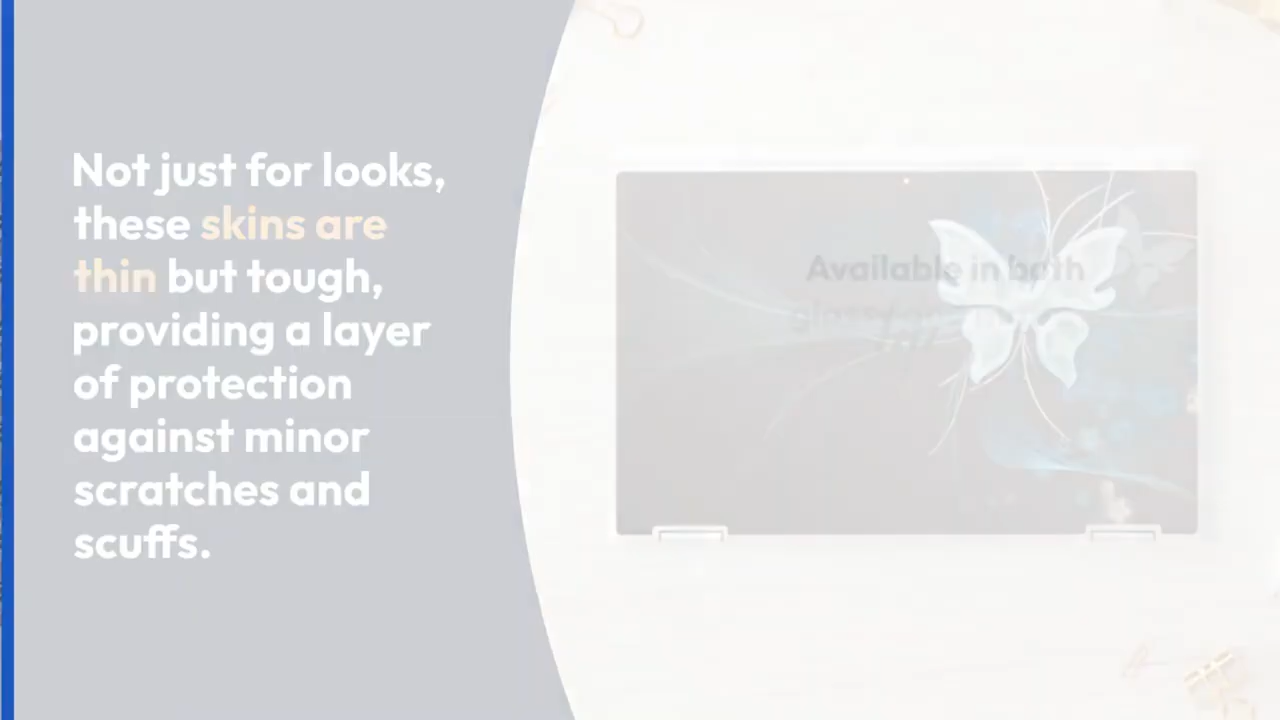 Not just for looks,
these skins are
thin but tough,
providing a layer
of protection
against minor
scratches and
scuffs.
Available in both